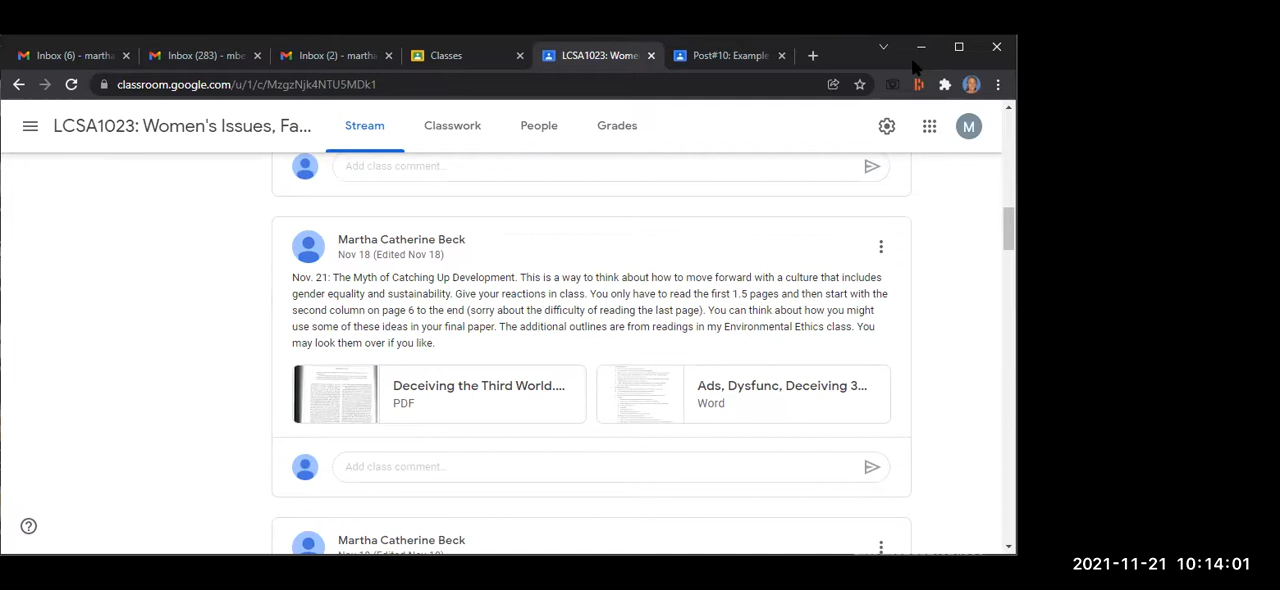 Inbox (6) - martha
Inbox (283) - mbe
Inbox (2) - martha
Classes
LCSA1023: Wome
Post#10: Example
classroom.google.com/u/1/c/MzgzNjk4NTU5MDk1
LCSA1023: Women's Issues, Fa...
Stream
Classwork
People
Grades
M
Add class comment...
Martha Catherine Beck
Nov 18 (Edited Nov 18)
Nov. 21: The Myth of Catching Up Development. This is a way to think about how to move forward with a culture that includes
gender equality and sustainability. Give your reactions in class. You only have to read the first 1.5 pages and then start with the
second column on page 6 to the end (sorry about the difficulty of reading the last page). You can think about how you might
use some of these ideas in your final paper. The additional outlines are from readings in my Environmental Ethics class. You
may look them over if you like.
Deceiving the Third World....
PDF
Ads, Dysfunc, Deceiving 3...
Word
Add class comment...
Martha Catherine Beck
Nov 18 (Edited Nov 18)
2021-11-21 10:14:01